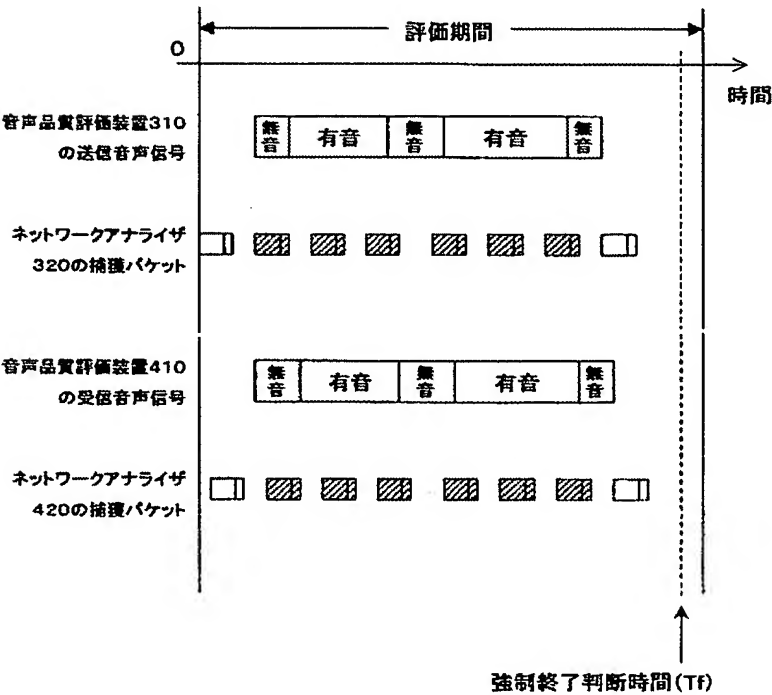 評価期間
0
時間
音声品質評価装置310
の送信音声信号
無音
有音
無音
有音
無音
ネットワークアナライザ
320の捕獲パケット
音声品質評価装置410
の受信音声信号
無音
有音
無音
有音
無音
ネットワークアナライザ
420の捕獲パケット
強制終了判断時間(Tf)